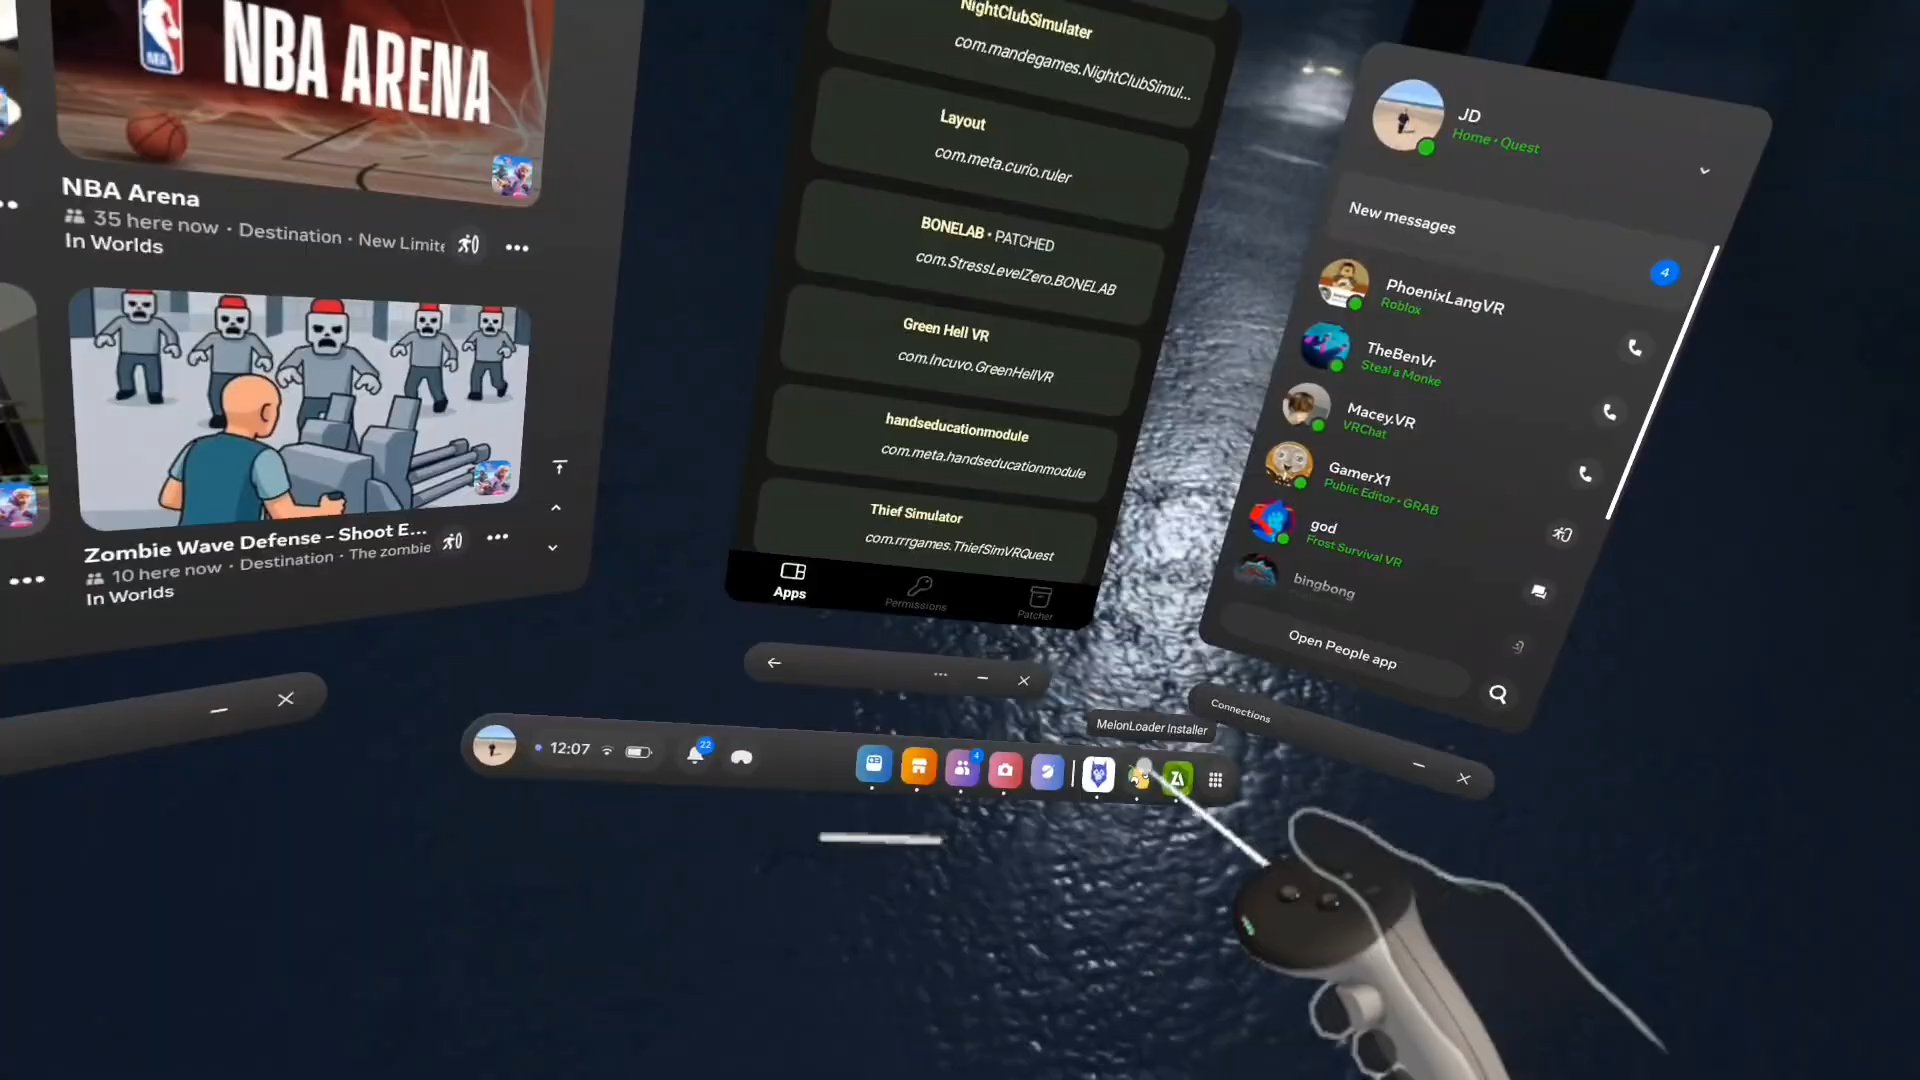 NBA ARENA
NBA
NBA Arena
35 here now • Destination • New Limite
In Worlds
Zombie Wave Defense - Shoot E...
10 here now • Destination • The zombie
In Worlds
NightClubSimulater
com.mandegames.NightClubSimul...
Layout
com.meta.curio.ruler
BONELAB • PATCHED
com.StressLevelZero.BONELAB
Green Hell VR
com.Incuvo.GreenHellVR
handseducationmodule
com.meta.handseducationmodule
Thief Simulator
com.rrrgames.ThiefSimVRQuest
Apps
Permissions
Patcher
JD
Home • Quest
New messages
4
PhoenixLangVR
Roblox
TheBenVr
Steal a Monke
Macey.VR
VRChat
GamerX1
Public Editor • GRAB
god
Frost Survival VR
bingbong
Open People app
Connections
MelonLoader Installer
12:07
22
4